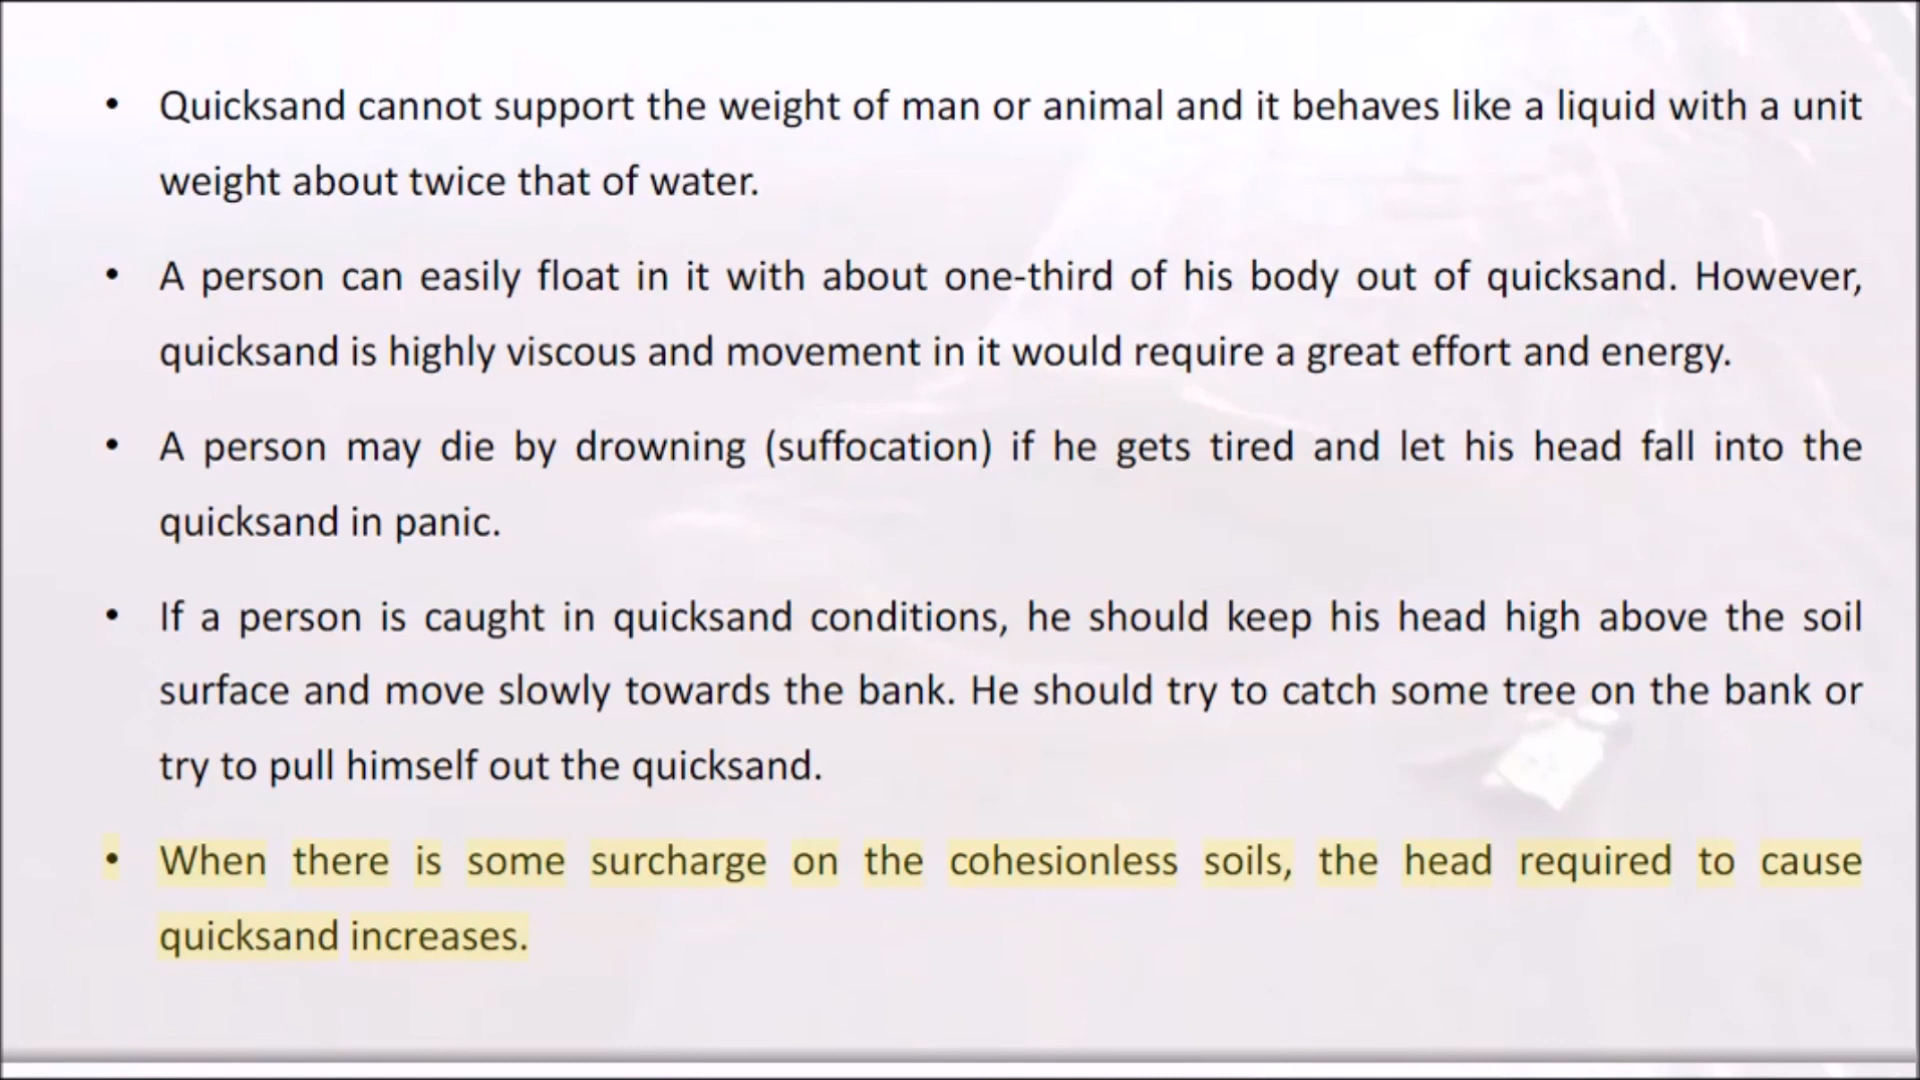 • Quicksand cannot support the weight of man or animal and it behaves like a liquid with a unit
weight about twice that of water.
• A person can easily float in it with about one-third of his body out of quicksand. However,
quicksand is highly viscous and movement in it would require a great effort and energy.
• A person may die by drowning (suffocation) if he gets tired and let his head fall into the
quicksand in panic.
• If a person is caught in quicksand conditions, he should keep his head high above the soil
surface and move slowly towards the bank. He should try to catch some tree on the bank or
try to pull himself out the quicksand.
• When there is some surcharge on the cohesionless soils, the head required to cause
quicksand increases.